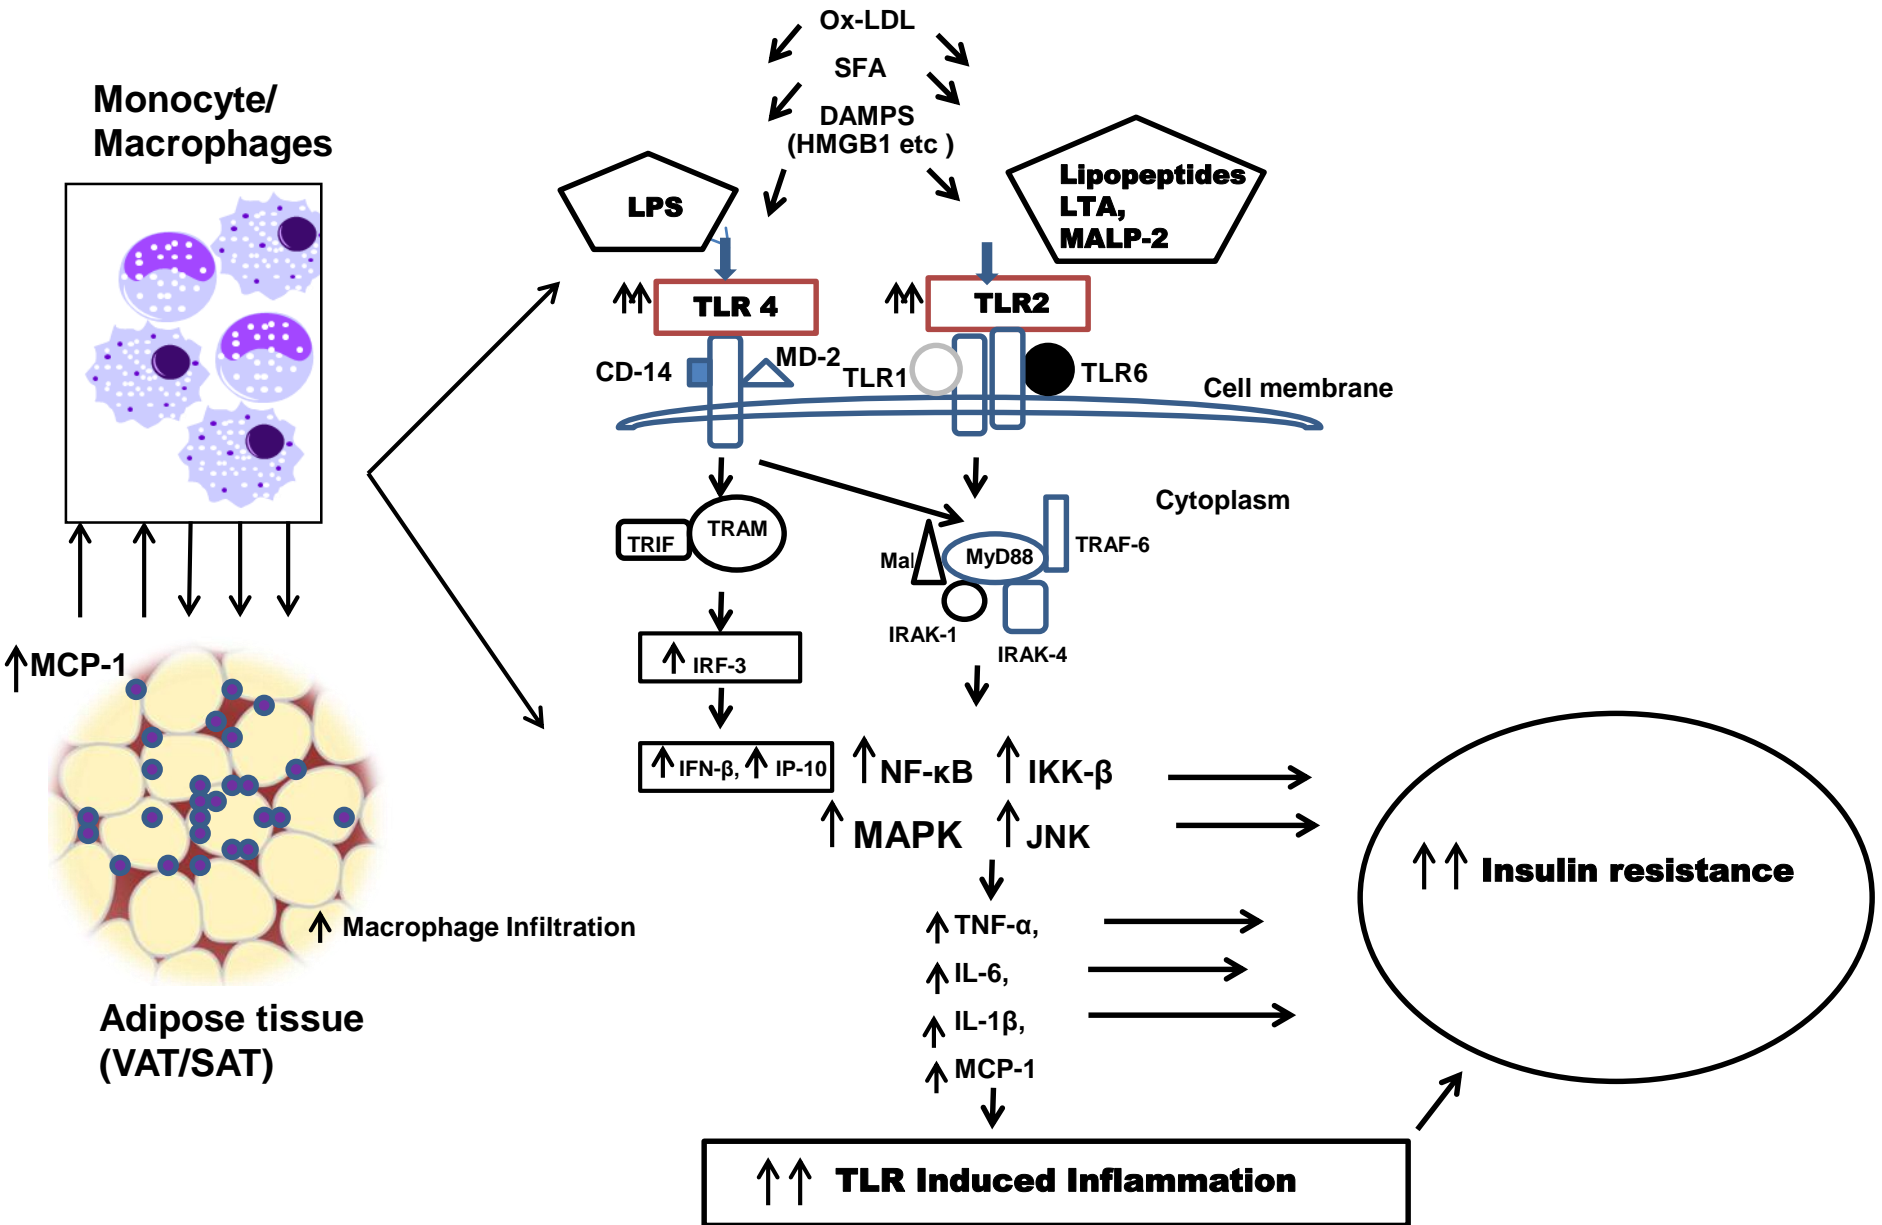 Ox-LDL
SFA
DAMPS
(HMGB1 etc )
Monocyte/
Macrophages
LPS
Lipopeptides
LTA,
MALP-2
TLR 4
TLR2
CD-14
MD-2
TLR1
TLR6
Cell membrane
Cytoplasm
TRIF
TRAM
Mal
MyD88
TRAF-6
IRAK-1
IRAK-4
↑ MCP-1
↑ IRF-3
↑ IFN-β, ↑ IP-10
↑ NF-κB ↑ IKK-β
↑ MAPK ↑ JNK
↑↑ Insulin resistance
↑ TNF-α,
↑ IL-6,
↑ IL-1β,
↑ MCP-1
↑ Macrophage Infiltration
Adipose tissue
(VAT/SAT)
↑↑ TLR Induced Inflammation